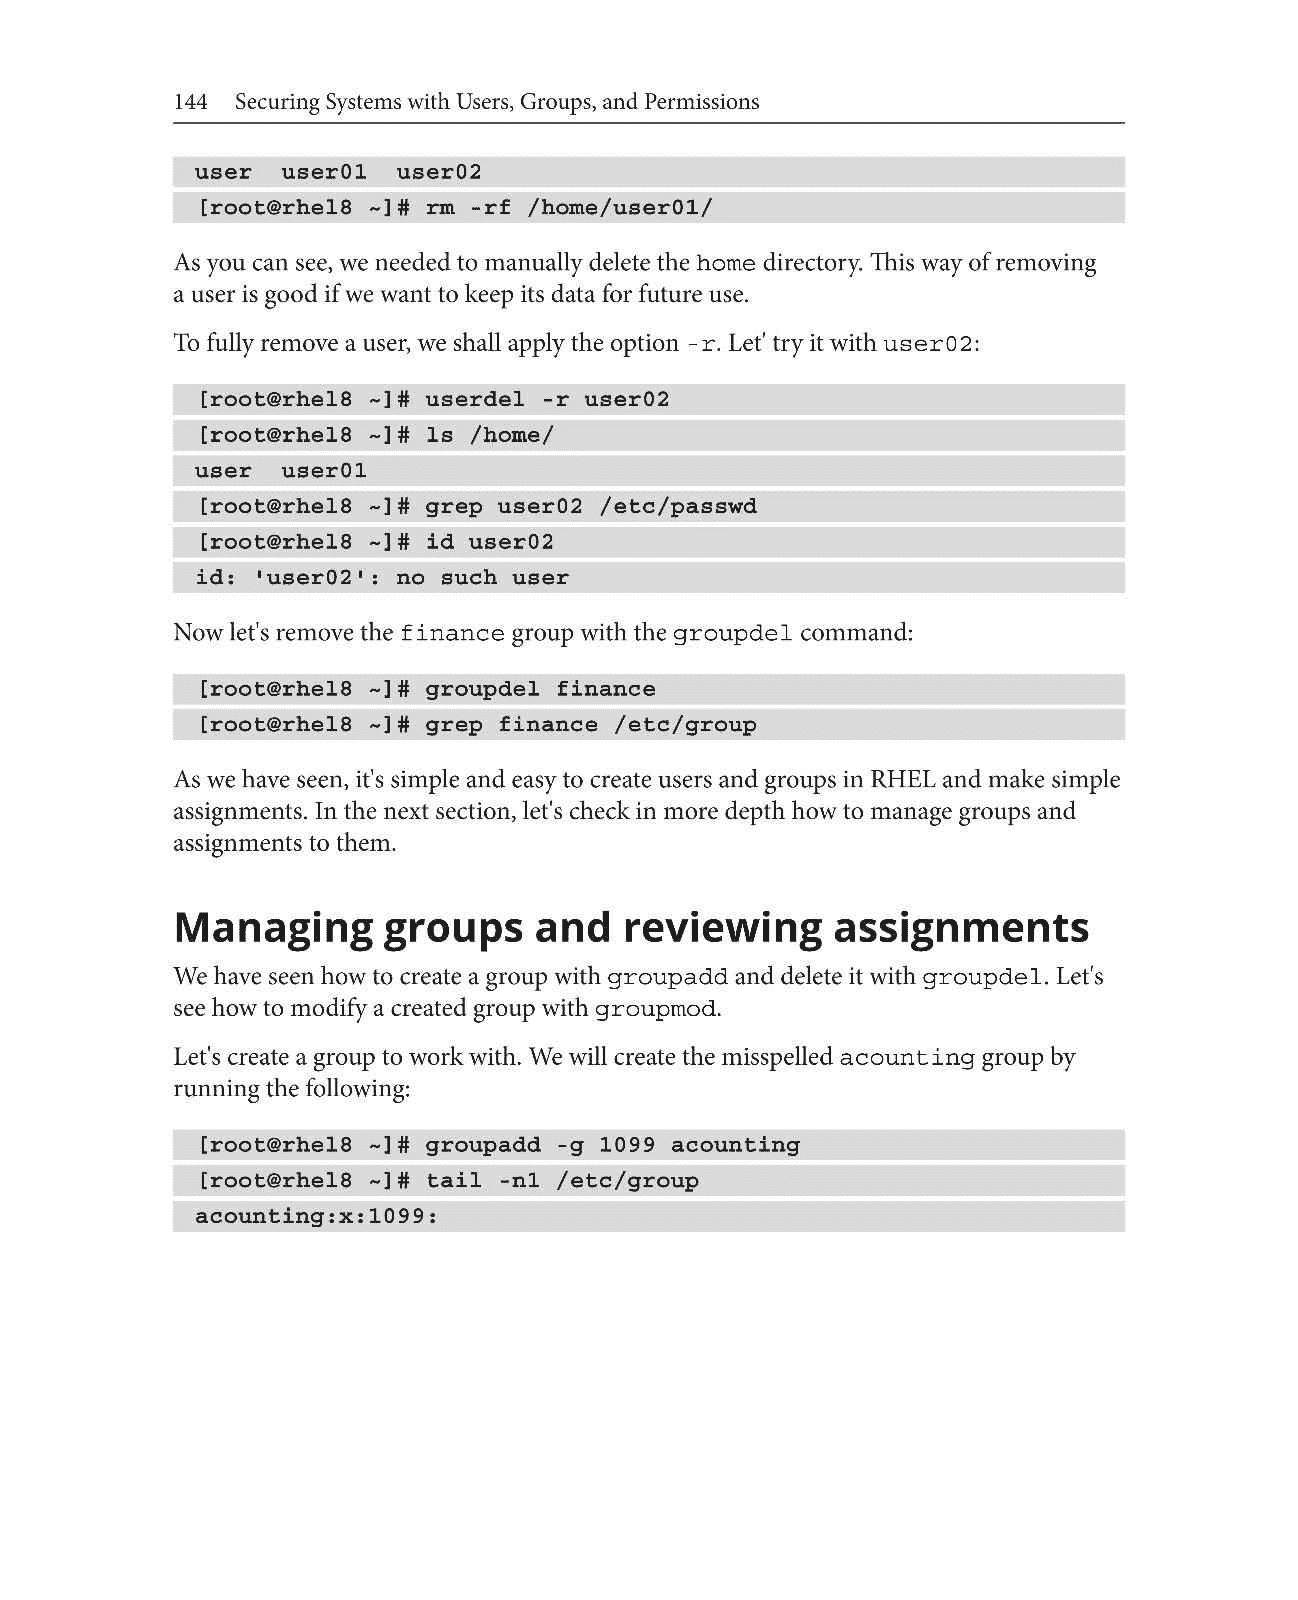 144 Securing Systems with Users, Groups, and Permissions
user  user01  user02
[root@rhel8 ~]# rm -rf /home/user01/
As you can see, we needed to manually delete the home directory. This way of removing
a user is good if we want to keep its data for future use.
To fully remove a user, we shall apply the option -r. Let' try it with user02:
[root@rhel8 ~]# userdel -r user02
[root@rhel8 ~]# ls /home/
user  user01
[root@rhel8 ~]# grep user02 /etc/passwd
[root@rhel8 ~]# id user02
id: 'user02': no such user
Now let's remove the finance group with the groupdel command:
[root@rhel8 ~]# groupdel finance
[root@rhel8 ~]# grep finance /etc/group
As we have seen, it's simple and easy to create users and groups in RHEL and make simple
assignments. In the next section, let's check in more depth how to manage groups and
assignments to them.
Managing groups and reviewing assignments
We have seen how to create a group with groupadd and delete it with groupdel. Let's
see how to modify a created group with groupmod.
Let's create a group to work with. We will create the misspelled acounting group by
running the following:
[root@rhel8 ~]# groupadd -g 1099 acounting
[root@rhel8 ~]# tail -n1 /etc/group
acounting:x:1099: